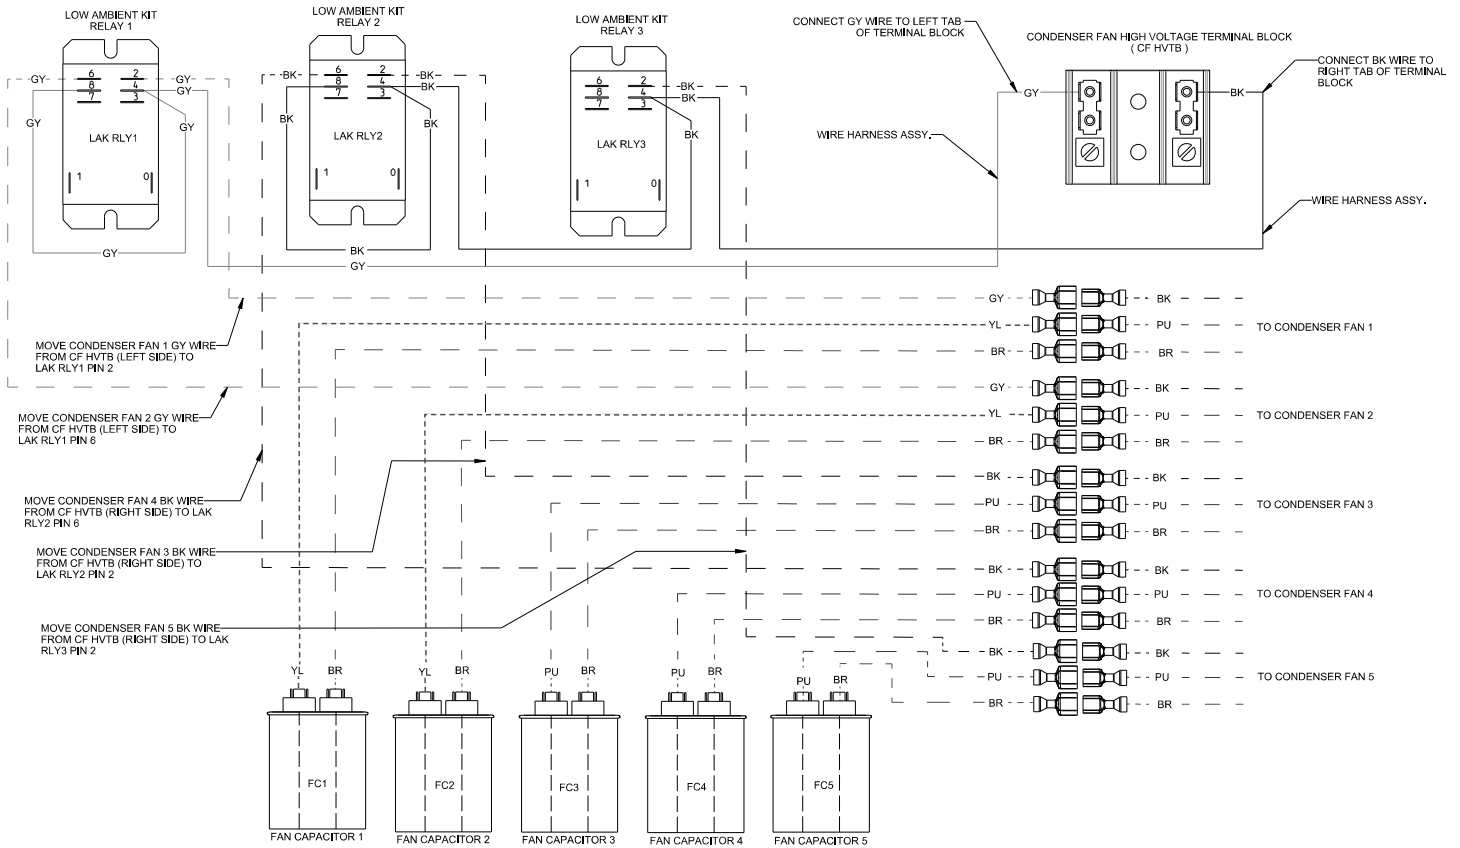 LOW AMBIENT KIT
RELAY 1
LOW AMBIENT KIT
RELAY 2
LOW AMBIENT KIT
RELAY 3
CONNECT GY WIRE TO LEFT TAB
OF TERMINAL BLOCK
CONDENSER FAN HIGH VOLTAGE TERMINAL BLOCK
( CF HVTB )
CONNECT BK WIRE TO
RIGHT TAB OF TERMINAL
BLOCK
GY
6
2
GY
8
4
GY
GY
7
3
GY
GY
LAK RLY1
1
0
GY
BK
6
2
BK
8
4
BK
7
3
BK
BK
LAK RLY2
1
0
BK
GY
6
2
BK
8
4
BK
7
3
BK
LAK RLY3
1
0
GY
BK
WIRE HARNESS ASSY.
WIRE HARNESS ASSY.
MOVE CONDENSER FAN 1 GY WIRE
FROM CF HVTB (LEFT SIDE) TO
LAK RLY1 PIN 2
MOVE CONDENSER FAN 2 GY WIRE
FROM CF HVTB (LEFT SIDE) TO
LAK RLY1 PIN 6
MOVE CONDENSER FAN 4 BK WIRE
FROM CF HVTB (RIGHT SIDE) TO LAK
RLY2 PIN 6
MOVE CONDENSER FAN 3 BK WIRE
FROM CF HVTB (RIGHT SIDE) TO
LAK RLY2 PIN 2
MOVE CONDENSER FAN 5 BK WIRE
FROM CF HVTB (RIGHT SIDE) TO LAK
RLY3 PIN 2
GY BK
YL PU TO CONDENSER FAN 1
BR BR
GY BK
YL PU TO CONDENSER FAN 2
BR BR
BK BK
PU PU TO CONDENSER FAN 3
BR BR
BK BK
PU PU TO CONDENSER FAN 4
BR BR
BK BK
PU PU TO CONDENSER FAN 5
BR BR
YL BR
YL BR
PU BR
PU BR
PU BR
FC1
FC2
FC3
FC4
FC5
FAN CAPACITOR 1
FAN CAPACITOR 2
FAN CAPACITOR 3
FAN CAPACITOR 4
FAN CAPACITOR 5